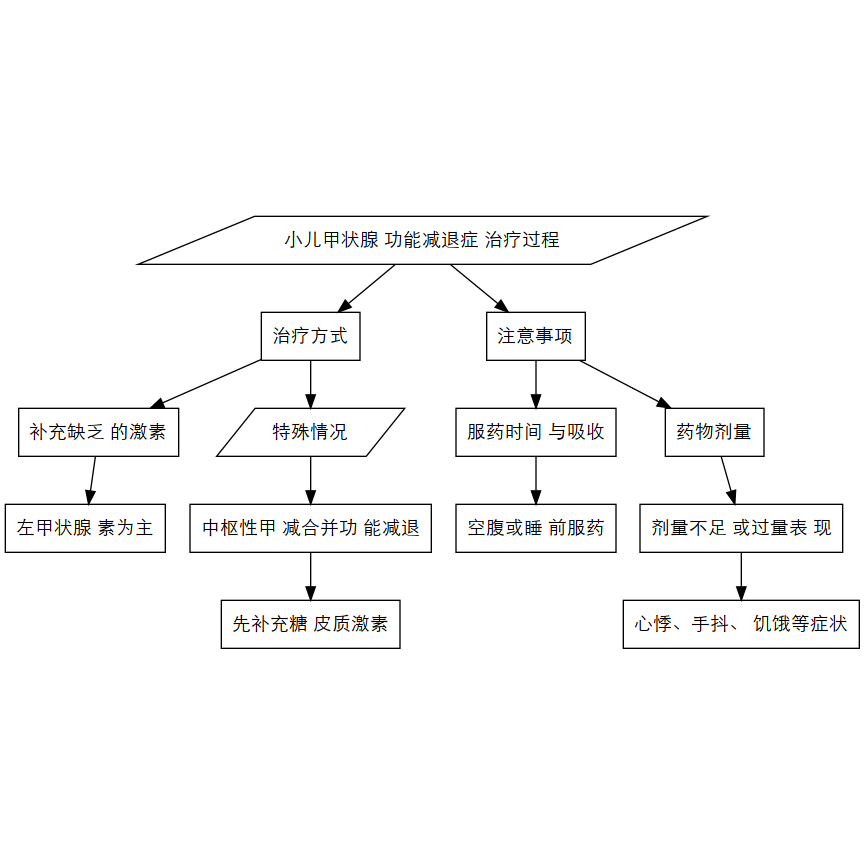 小儿甲状腺 功能减退症 治疗过程
治疗方式
注意事项
补充缺乏 的激素
特殊情况
服药时间 与吸收
药物剂量
左甲状腺 素为主
中枢性甲 减合并功 能减退
空腹或睡 前服药
剂量不足 或过量表 现
先补充糖 皮质激素
心悸、手抖、 饥饿等症状